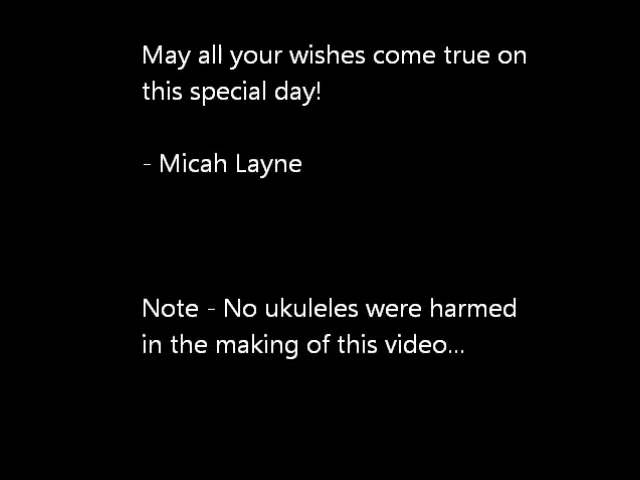 May all your wishes come true on
this special day!
- Micah Layne
Note - No ukuleles were harmed
in the making of this video...